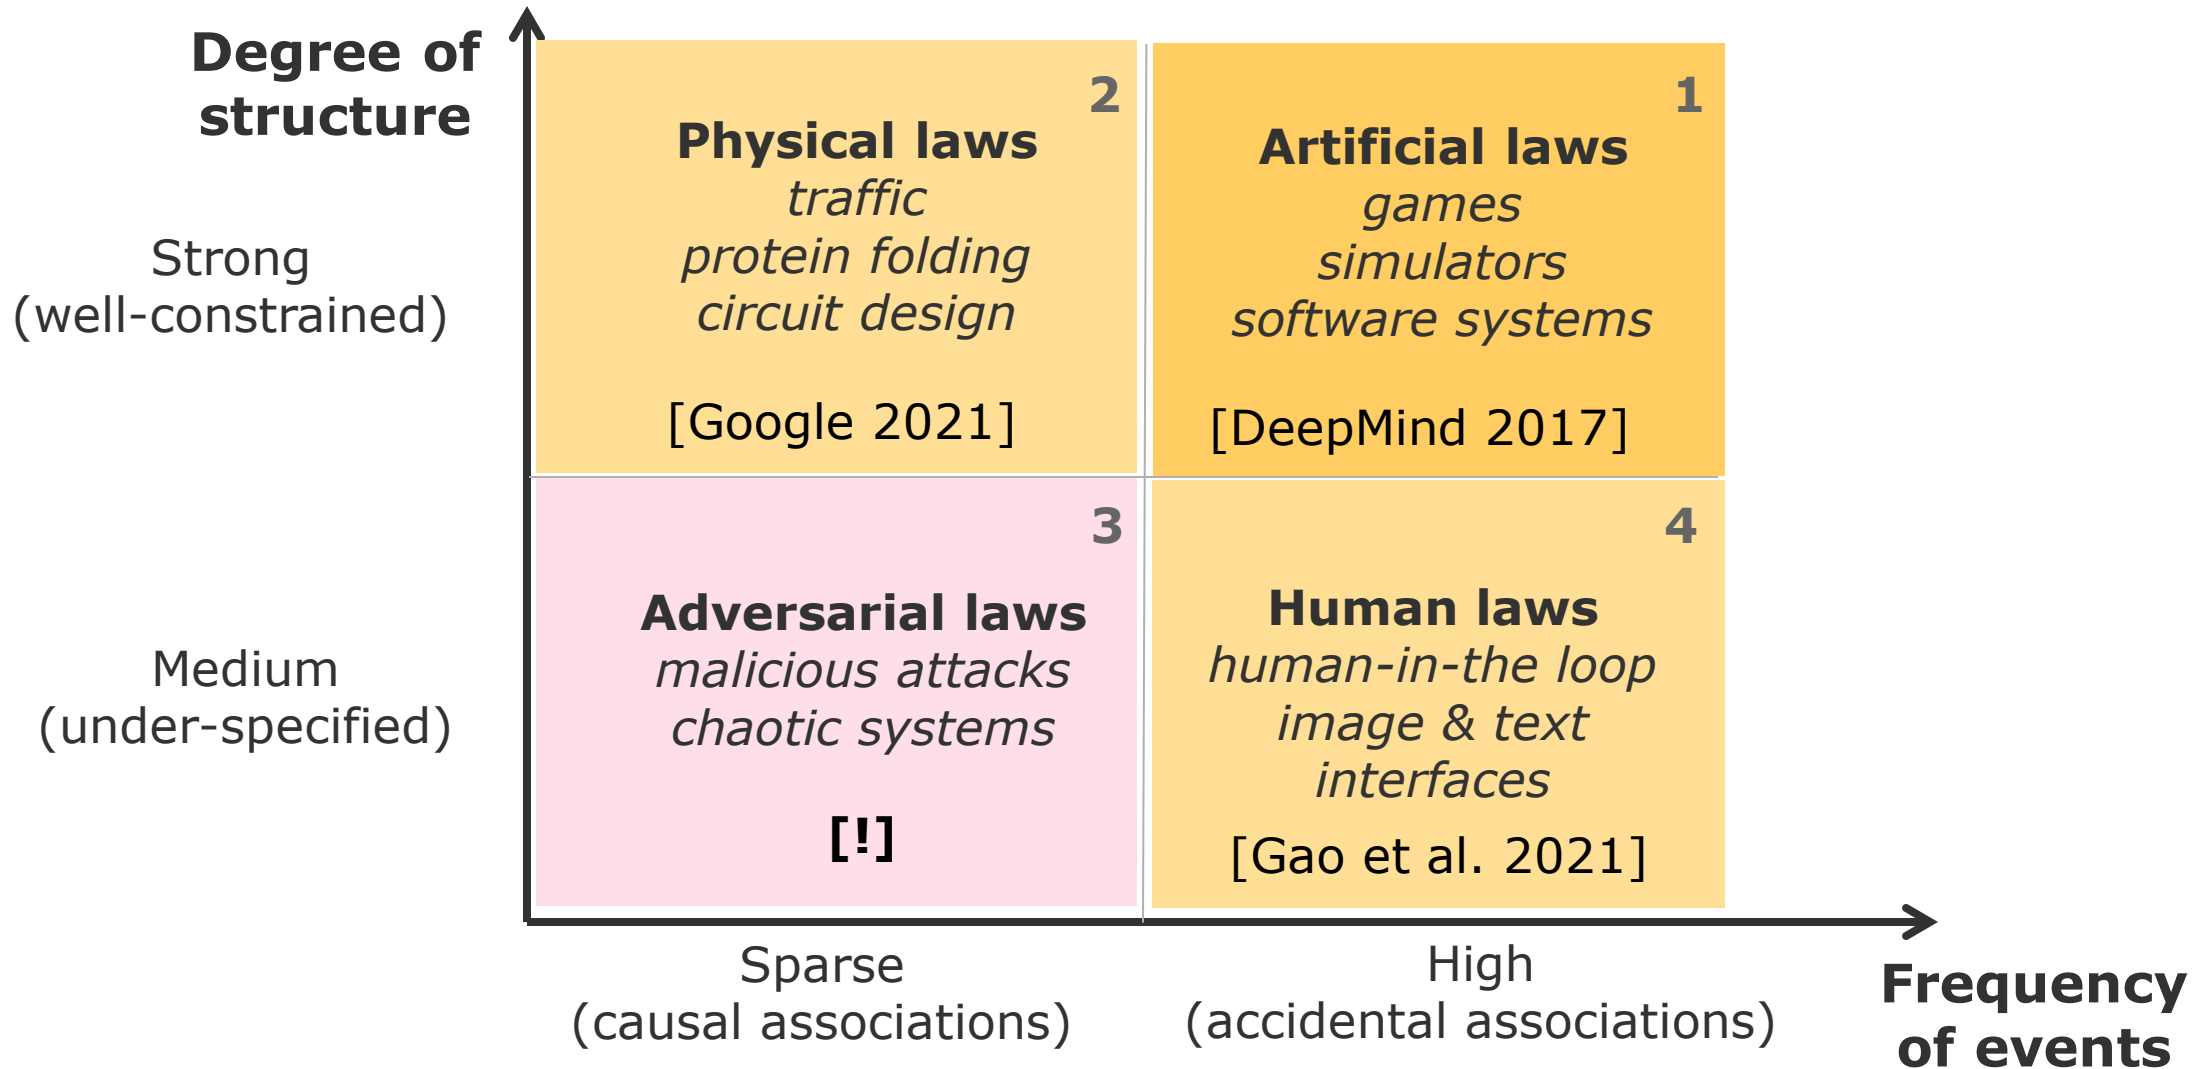 Degree of
structure
Strong
(well-constrained)
Medium
(under-specified)
2
Physical laws
traffic
protein folding
circuit design
[Google 2021]
1
Artificial laws
games
simulators
software systems
[DeepMind 2017]
3
Adversarial laws
malicious attacks
chaotic systems
[!]
4
Human laws
human-in-the loop
image & text
interfaces
[Gao et al. 2021]
Sparse
(causal associations)
High
(accidental associations)
Frequency
of events